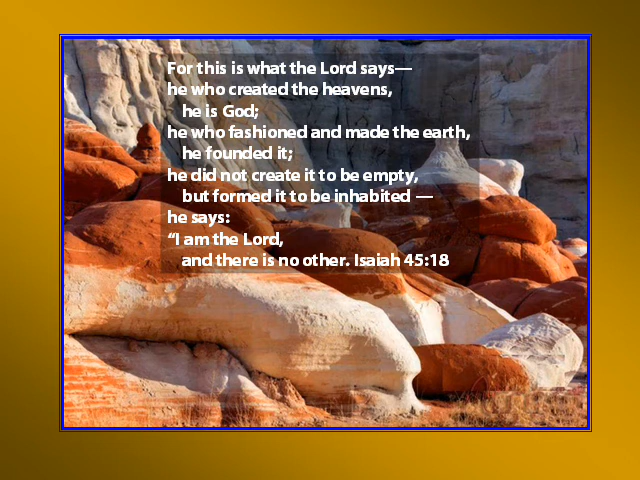 For this is what the Lord says—
he who created the heavens,
he is God;
he who fashioned and made the earth,
he founded it;
he did not create it to be empty,
but formed it to be inhabited —
he says:
“I am the Lord,
and there is no other. Isaiah 45:18